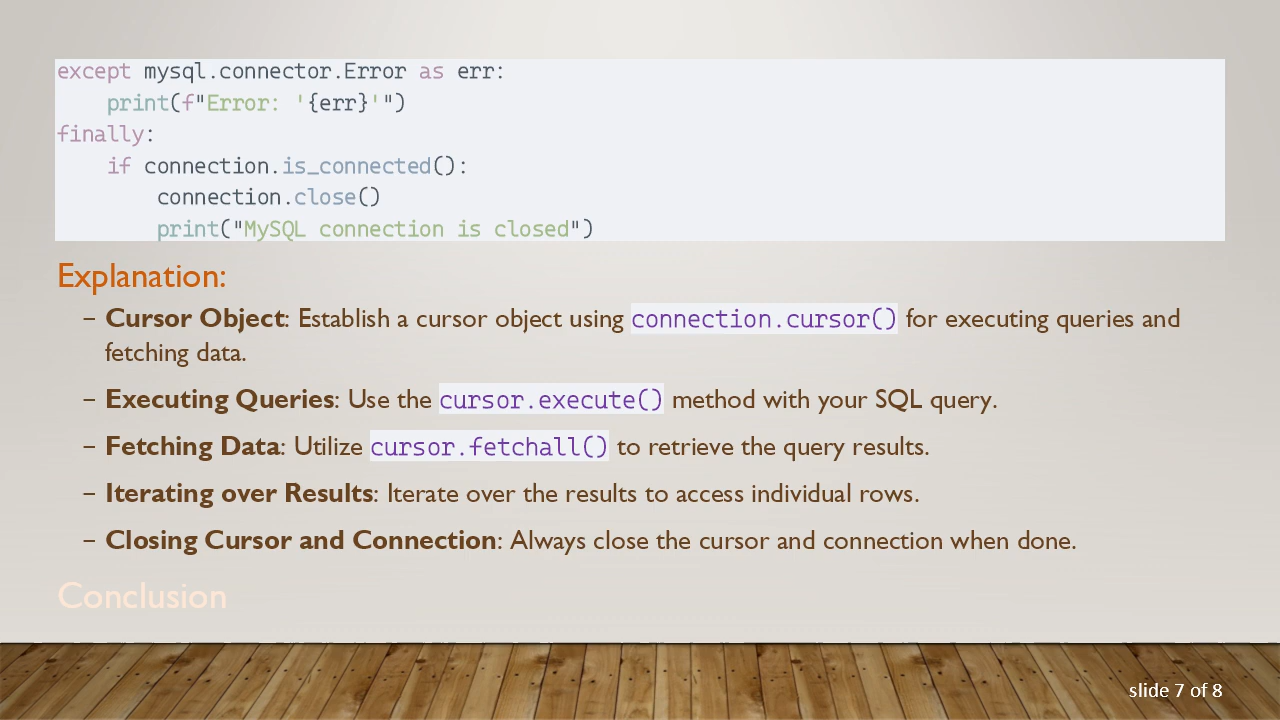 except mysql.connector.Error as err:
    print(f"Error: '{err}'")
finally:
    if connection.is_connected():
        connection.close()
        print("MySQL connection is closed")
Explanation:
– Cursor Object: Establish a cursor object using connection.cursor() for executing queries and
fetching data.
– Executing Queries: Use the cursor.execute() method with your SQL query.
– Fetching Data: Utilize cursor.fetchall() to retrieve the query results.
– Iterating over Results: Iterate over the results to access individual rows.
– Closing Cursor and Connection: Always close the cursor and connection when done.
Conclusion
slide 7 of 8